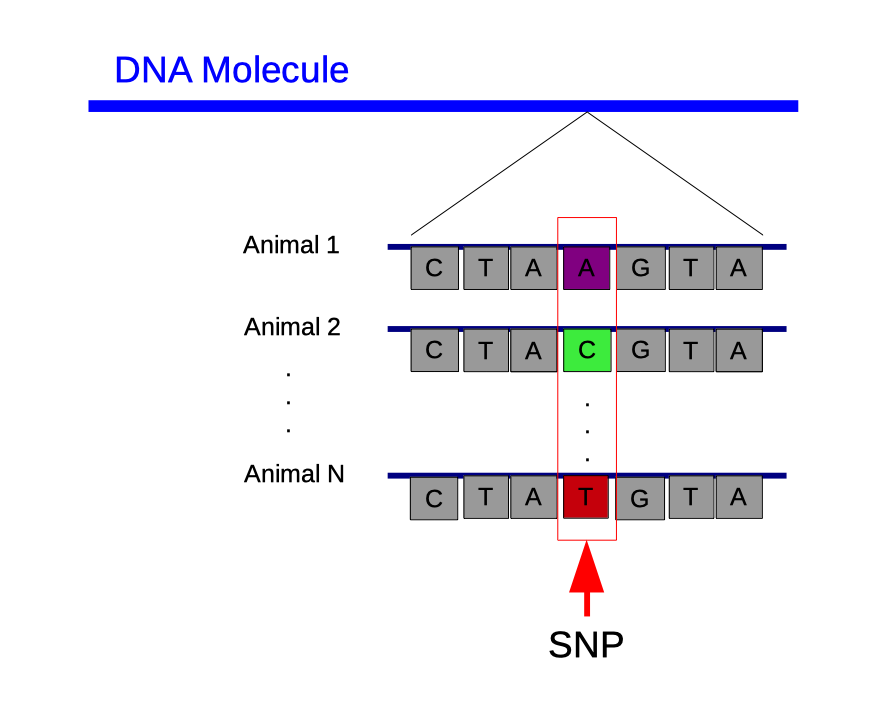 DNA Molecule
Animal 1
C T A A G T A
Animal 2
C T A C G T A
.
.
.
.
.
.
Animal N
C T A T G T A
SNP